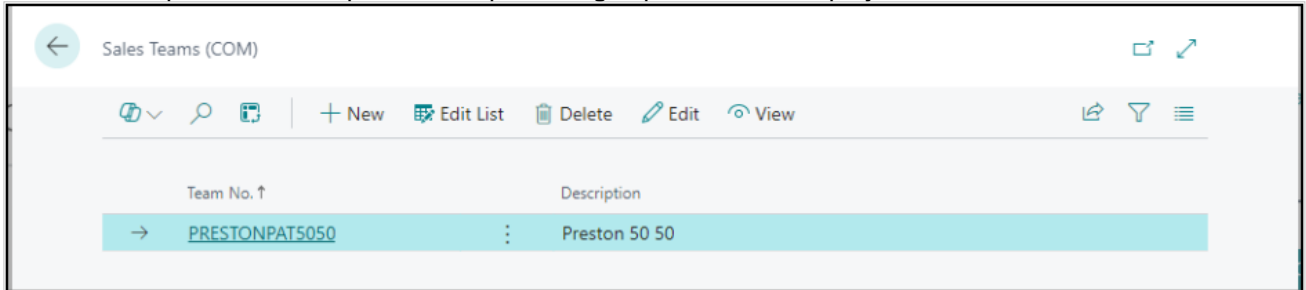 Sales Teams (COM)
+ New Edit List Delete Edit View
Team No. ↑ Description
→ PRESTONPAT5050 ⋮ Preston 50 50